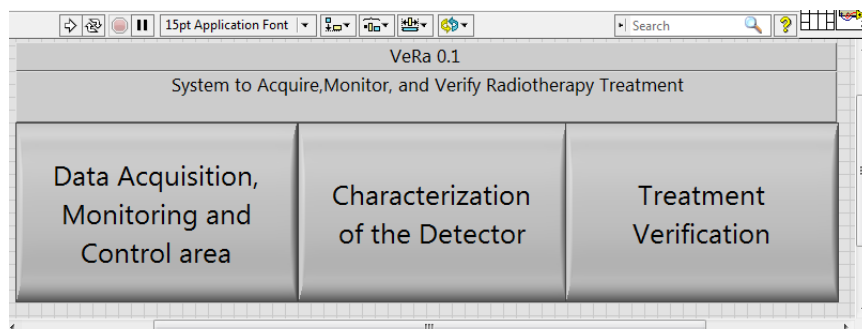 15pt Application Font
Search
?
VeRa 0.1
System to Acquire,Monitor, and Verify Radiotherapy Treatment
Data Acquisition,
Monitoring and
Control area
Characterization
of the Detector
Treatment
Verification